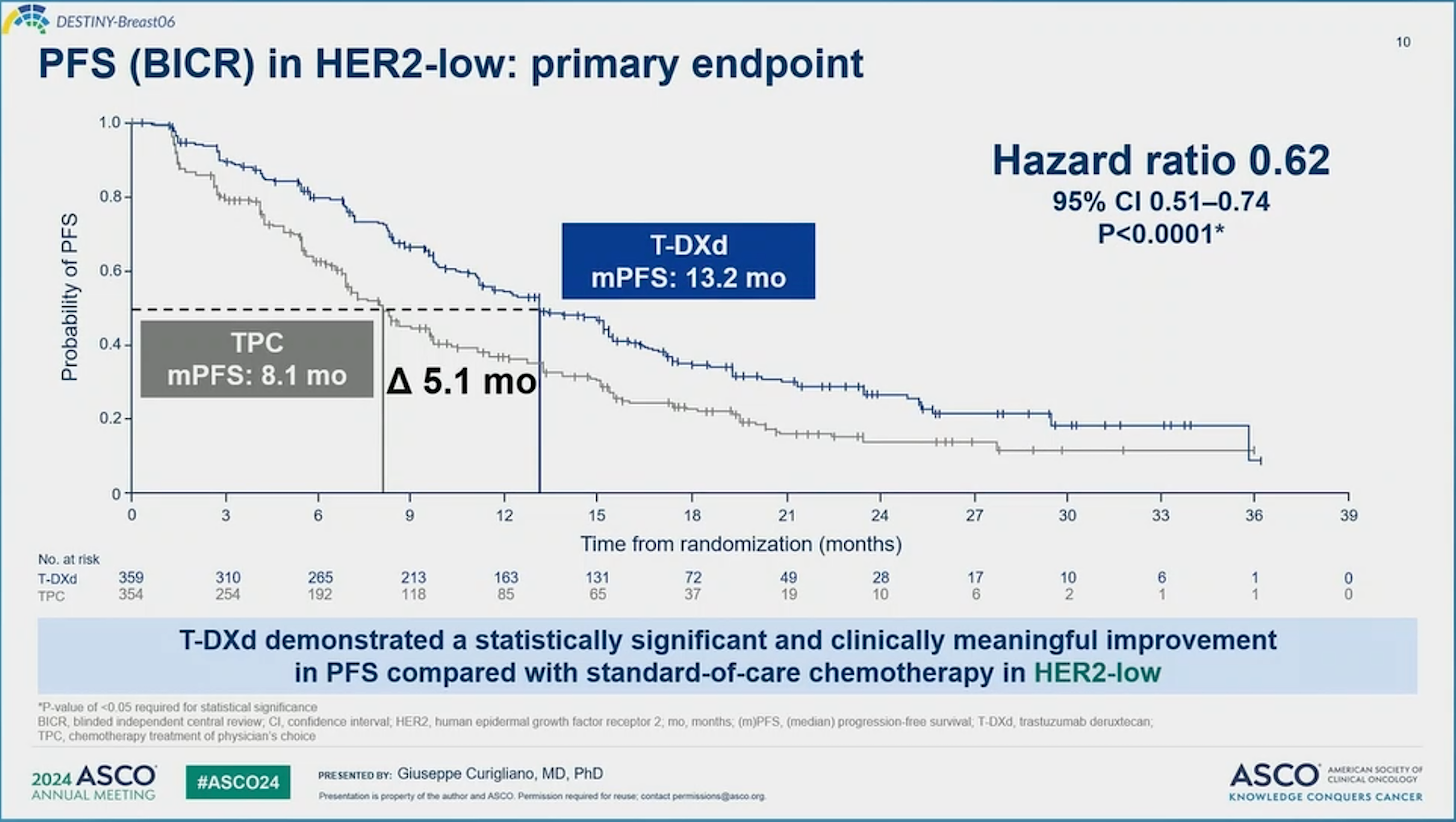 DESTINY-Breast06
10
PFS (BICR) in HER2-low: primary endpoint
Probability of PFS
1.0
0.8
0.6
0.4
0.2
0
Hazard ratio 0.62
95% CI 0.51–0.74
P<0.0001*
T-DXd
mPFS: 13.2 mo
TPC
mPFS: 8.1 mo
Δ 5.1 mo
0 3 6 9 12 15 18 21 24 27 30 33 36 39
Time from randomization (months)
No. at risk
T-DXd 359 310 265 213 163 131 72 49 28 17 10 6 1 0
TPC 354 254 192 118 85 65 37 19 10 6 2 1 1 0
T-DXd demonstrated a statistically significant and clinically meaningful improvement
in PFS compared with standard-of-care chemotherapy in HER2-low
*P-value of <0.05 required for statistical significance
BICR, blinded independent central review; CI, confidence interval; HER2, human epidermal growth factor receptor 2; mo, months; (m)PFS, (median) progression-free survival, T-DXd, trastuzumab deruxtecan;
TPC, chemotherapy treatment of physician's choice
2024 ASCO®
ANNUAL MEETING
#ASCO24
PRESENTED BY: Giuseppe Curigliano, MD, PhD
Presentation is property of the author and ASCO. Permission required for reuse; contact permissions@asco.org.
ASCO® AMERICAN SOCIETY OF
CLINICAL ONCOLOGY
KNOWLEDGE CONQUERS CANCER